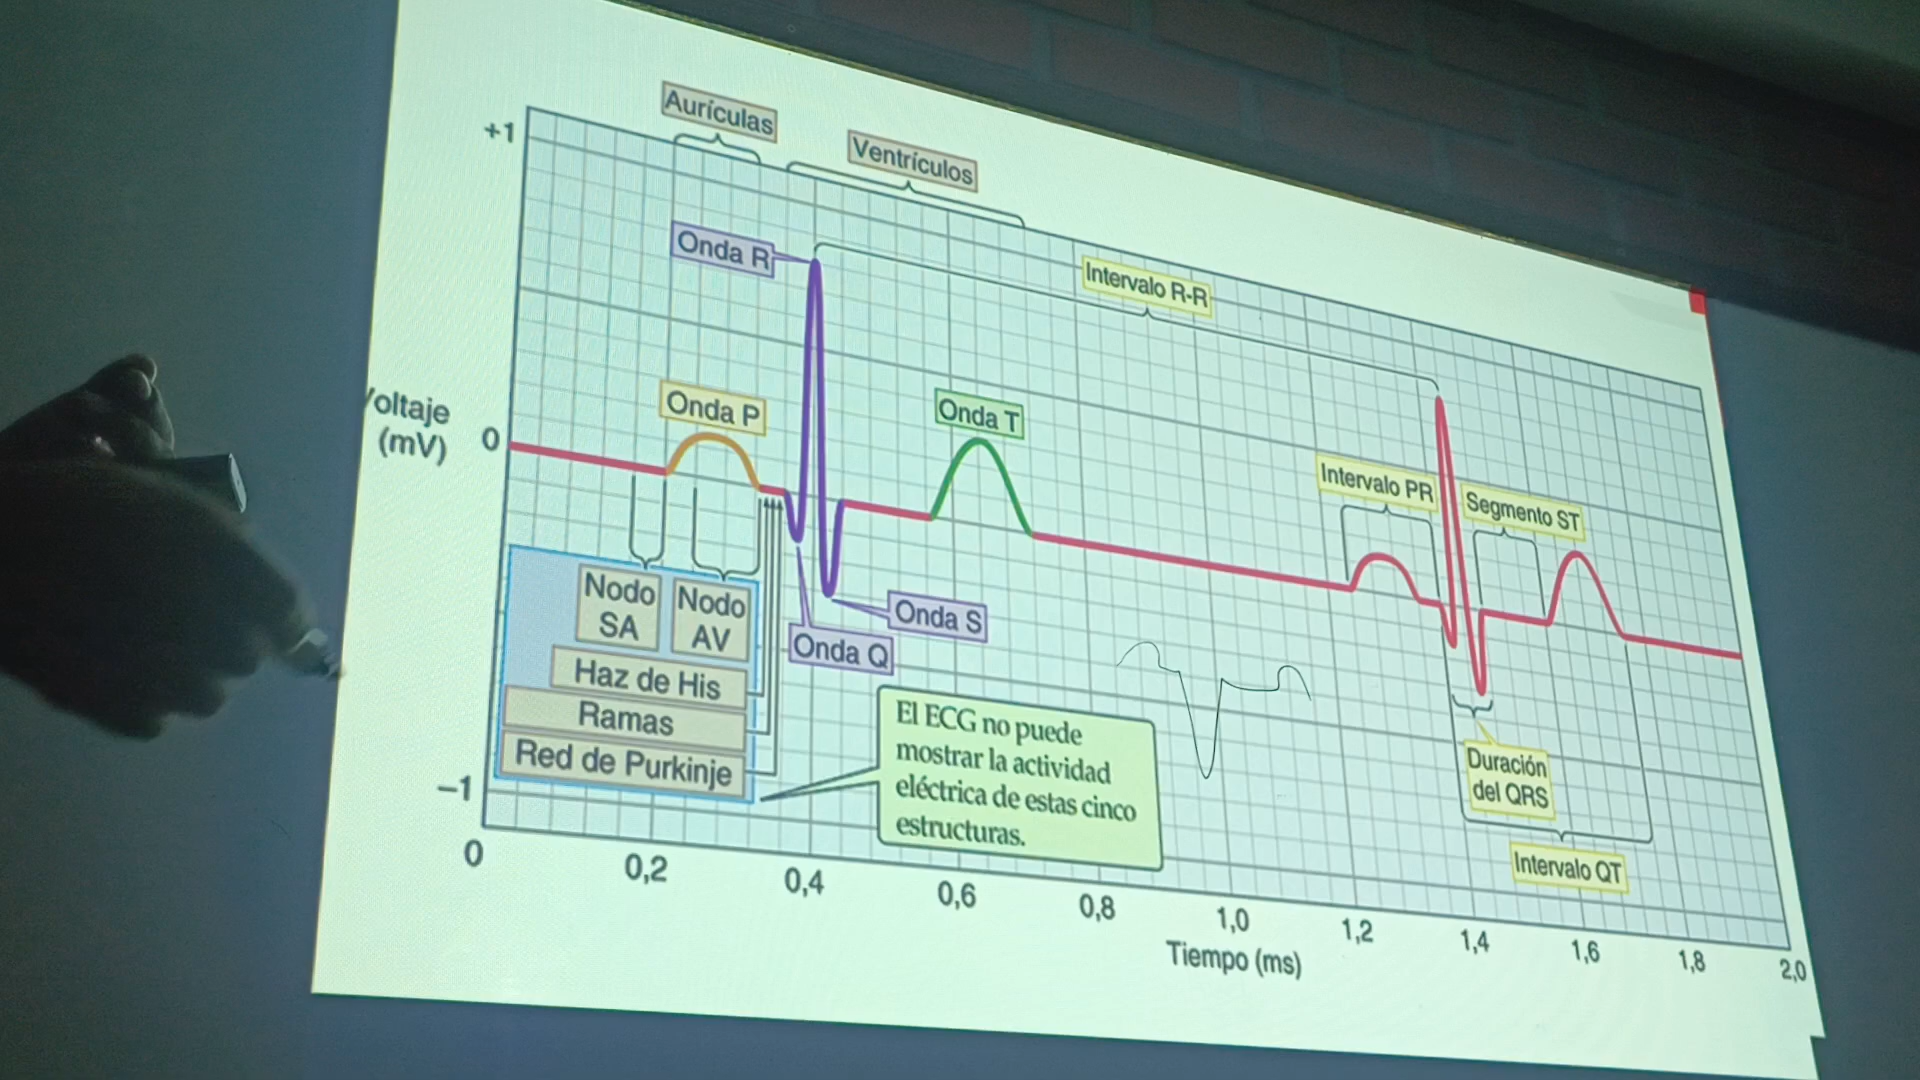 Aurículas
Ventrículos
+1
Onda R
Intervalo R-R
Onda P
Onda T
Voltaje
(mV)
0
Intervalo PR
Segmento ST
Nodo
SA
Nodo
AV
Onda S
Onda Q
Haz de His
Ramas
Red de Purkinje
El ECG no puede
mostrar la actividad
eléctrica de estas cinco
estructuras.
Duración
del QRS
Intervalo QT
−1
0
0,2
0,4
0,6
0,8
1,0
1,2
1,4
1,6
1,8
2,0
Tiempo (ms)